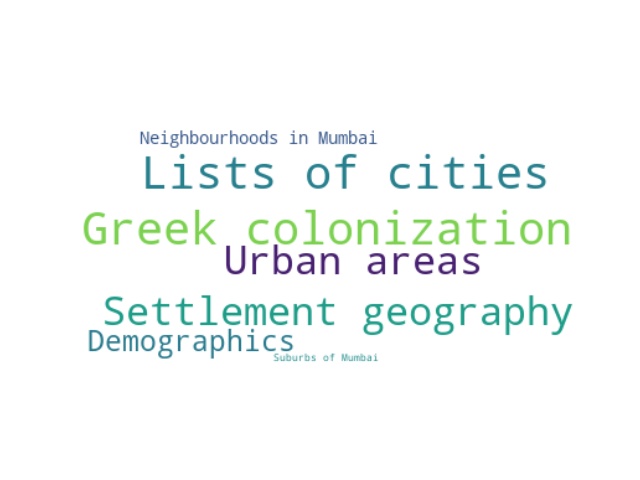 Neighbourhoods in Mumbai
Lists of cities
Greek colonization
Urban areas
Settlement geography
Demographics
Suburbs of Mumbai